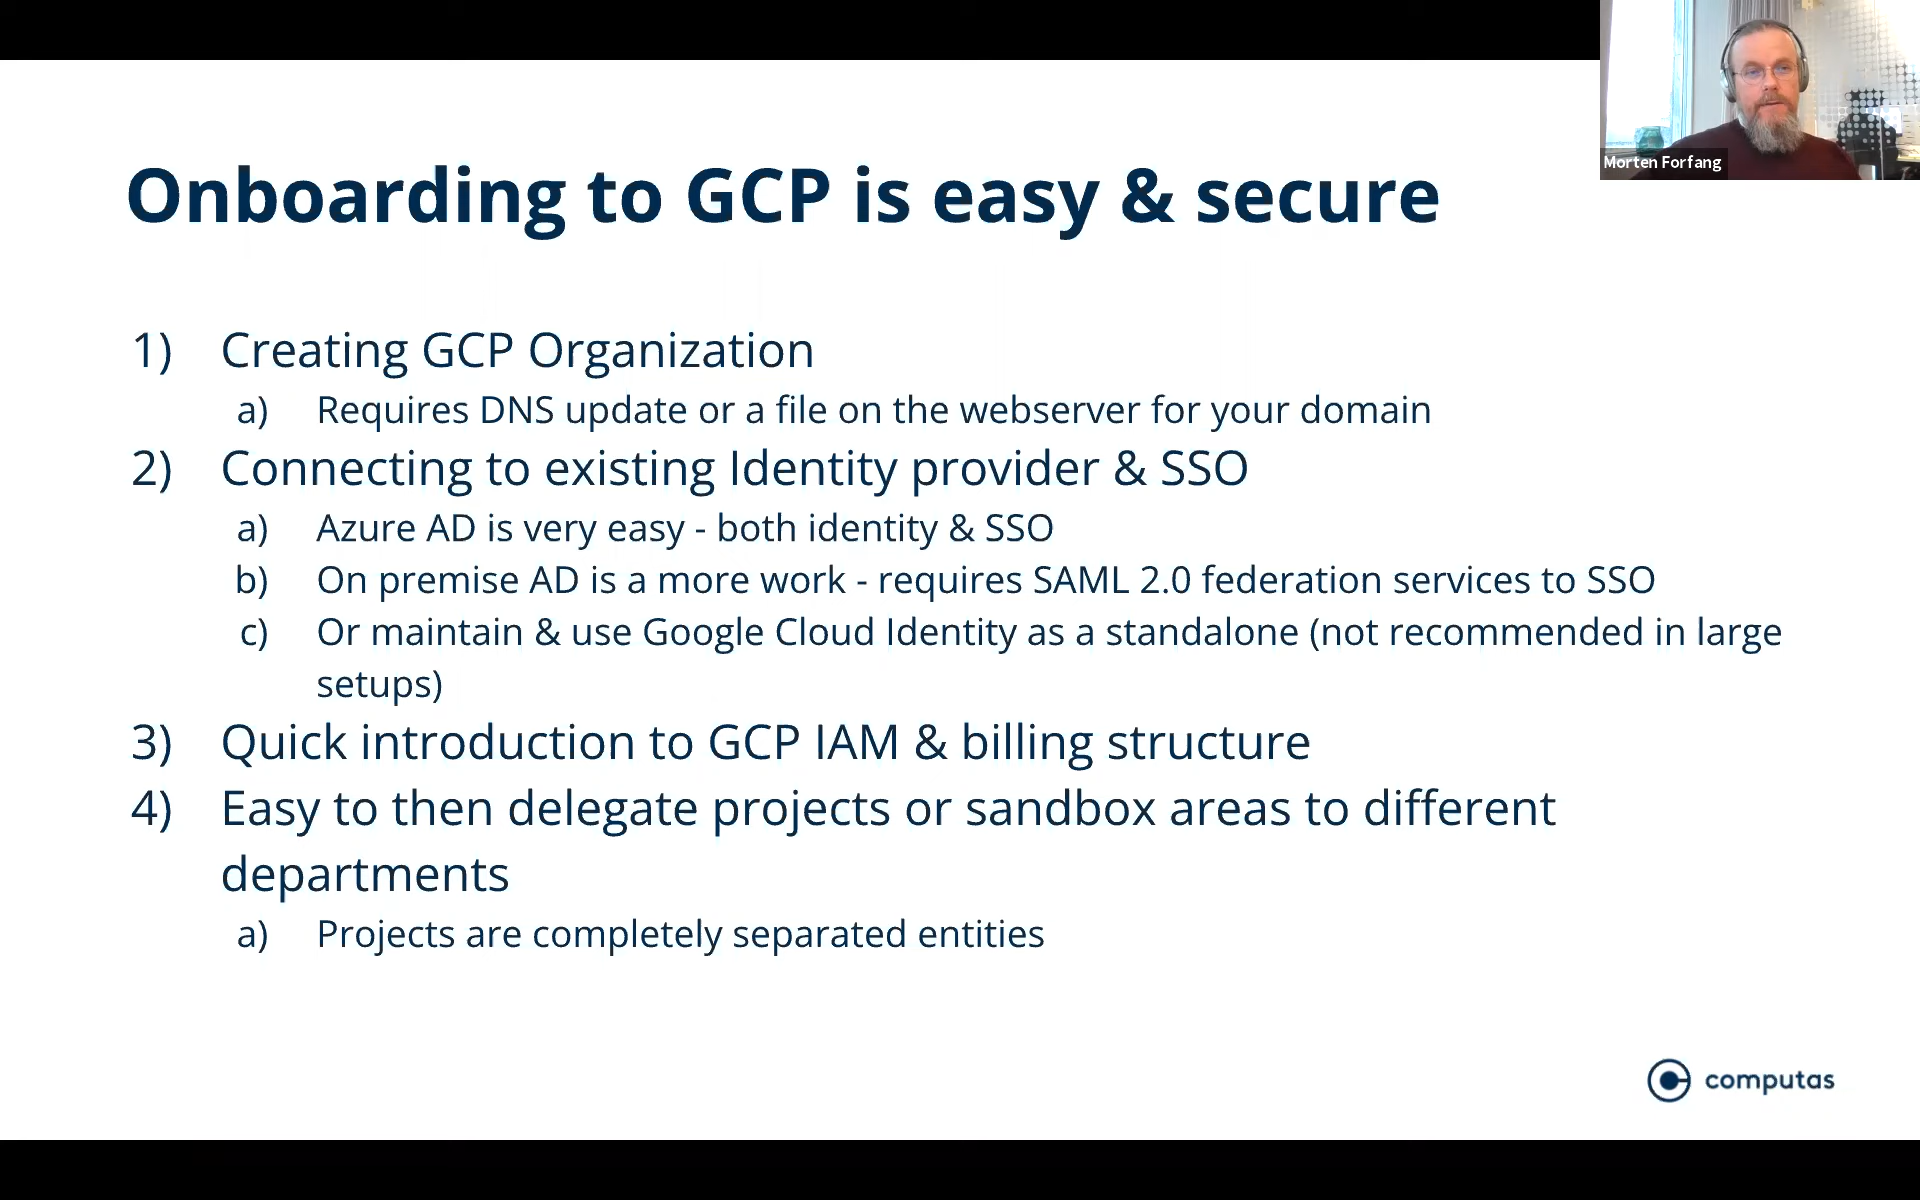 Morten Forfang
Onboarding to GCP is easy & secure
1) Creating GCP Organization
a) Requires DNS update or a file on the webserver for your domain
2) Connecting to existing Identity provider & SSO
a) Azure AD is very easy - both identity & SSO
b) On premise AD is a more work - requires SAML 2.0 federation services to SSO
c) Or maintain & use Google Cloud Identity as a standalone (not recommended in large
setups)
3) Quick introduction to GCP IAM & billing structure
4) Easy to then delegate projects or sandbox areas to different
departments
a) Projects are completely separated entities
computas